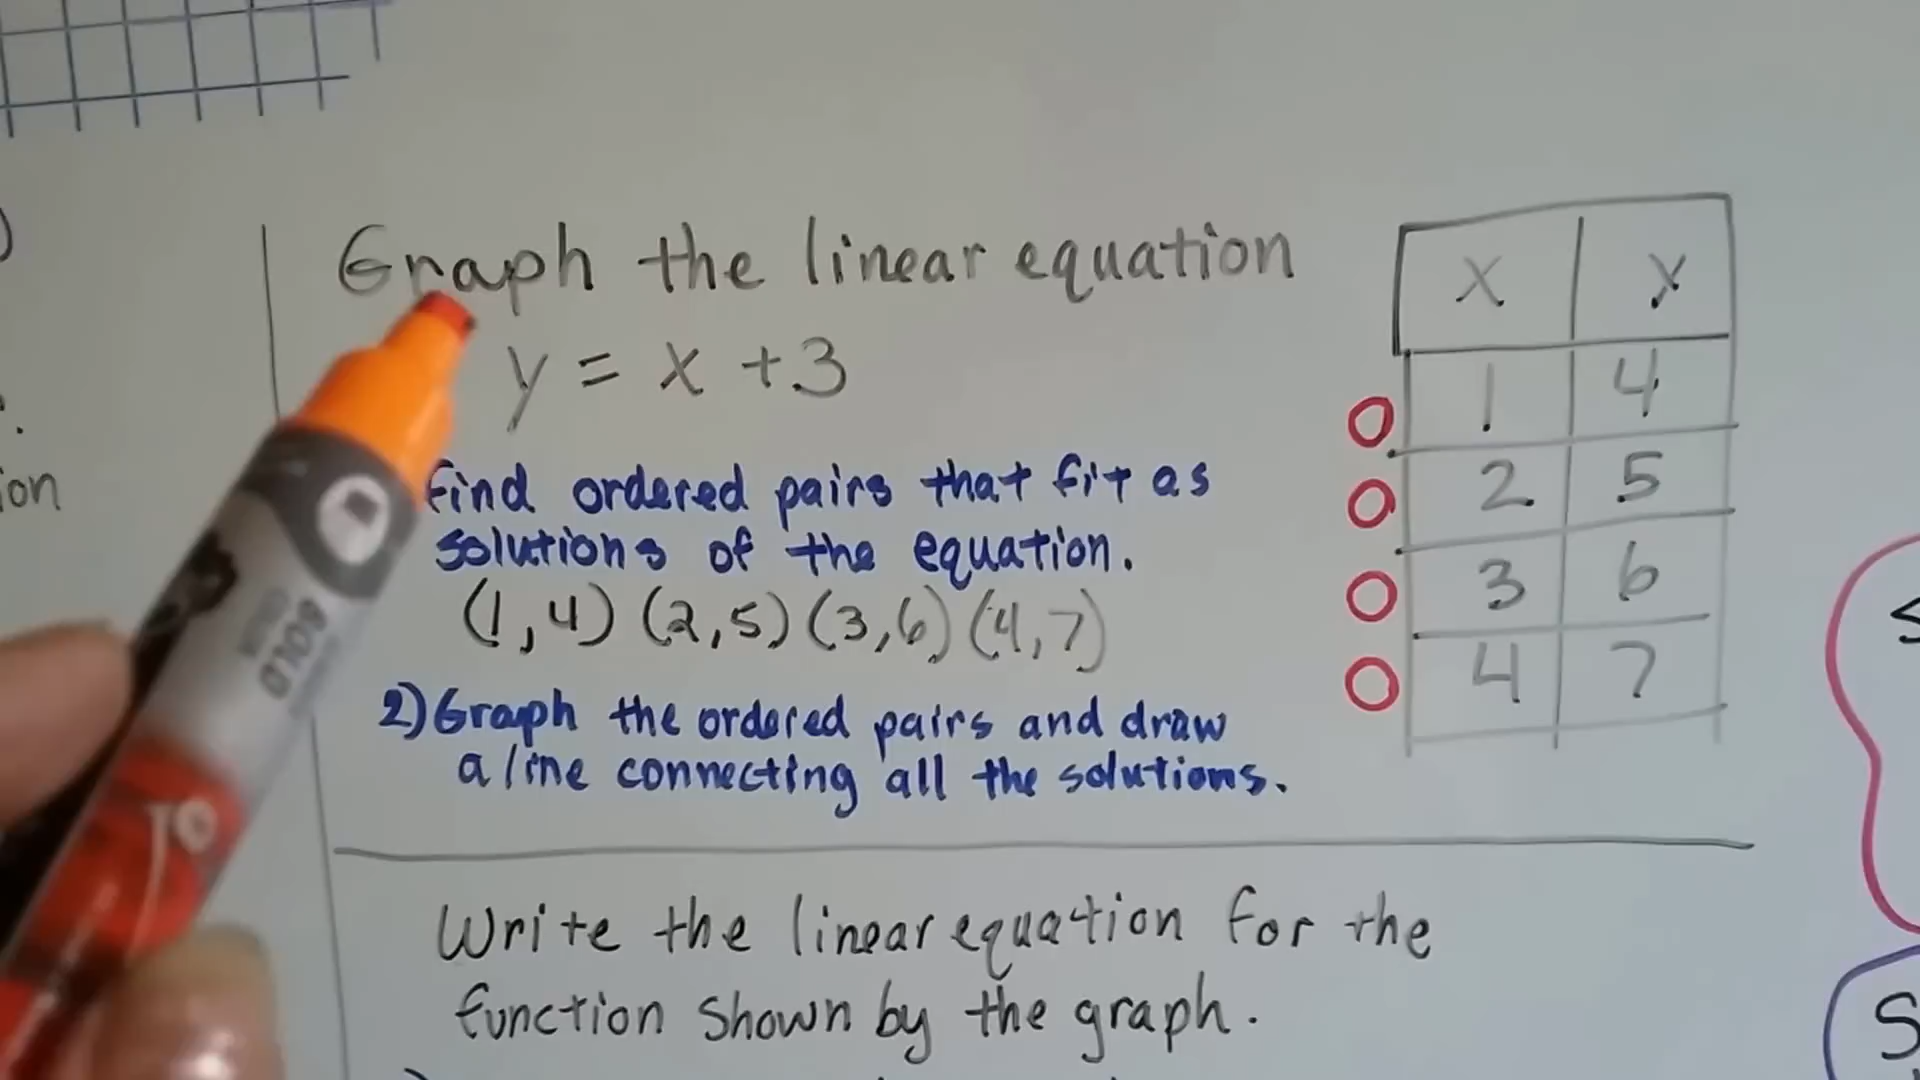 Graph the linear equation
y = x + 3
Find ordered pairs that fit as
solutions of the equation.
(1,4) (2,5) (3,6) (4,7)
2) Graph the ordered pairs and draw
a line connecting all the solutions.
x y
1 4
2 5
3 6
4 7
Write the linear equation for the
function shown by the graph.
ion
S
S
BOLD